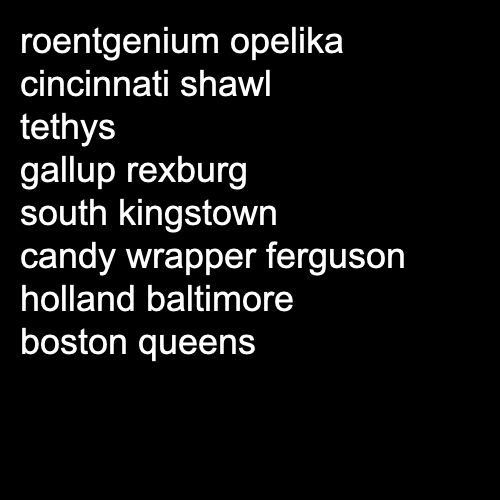 roentgenium opelika
cincinnati shawl
tethys
gallup rexburg
south kingstown
candy wrapper ferguson
holland baltimore
boston queens